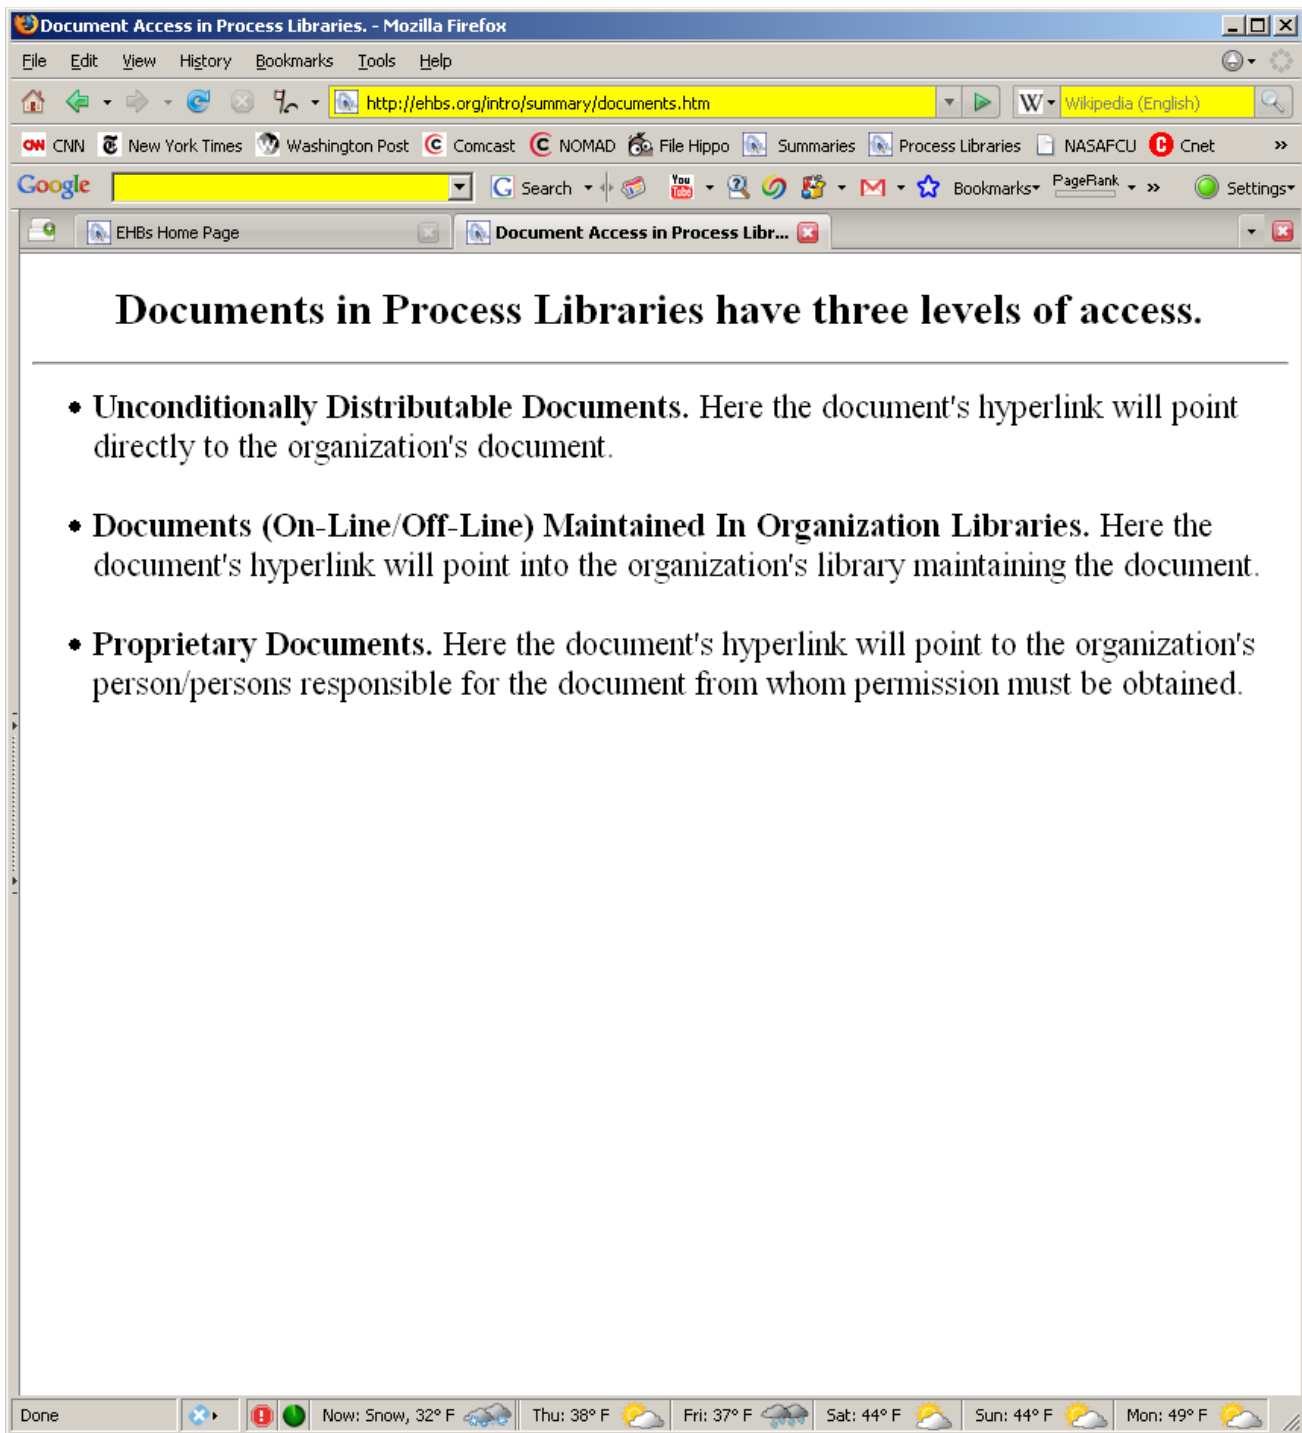 Document Access in Process Libraries. - Mozilla Firefox
File Edit View History Bookmarks Tools Help
http://ehbs.org/intro/summary/documents.htm W Wikipedia (English)
CNN CNN New York Times Washington Post C Comcast C NOMAD File Hippo Summaries Process Libraries NASAFCU C Cnet »
Google G Search You Tube M Bookmarks PageRank » Settings
EHBs Home Page Document Access in Process Libr...
Documents in Process Libraries have three levels of access.
• Unconditionally Distributable Documents. Here the document's hyperlink will point
directly to the organization's document.
• Documents (On-Line/Off-Line) Maintained In Organization Libraries. Here the
document's hyperlink will point into the organization's library maintaining the document.
• Proprietary Documents. Here the document's hyperlink will point to the organization's
person/persons responsible for the document from whom permission must be obtained.
Done Now: Snow, 32° F Thu: 38° F Fri: 37° F Sat: 44° F Sun: 44° F Mon: 49° F